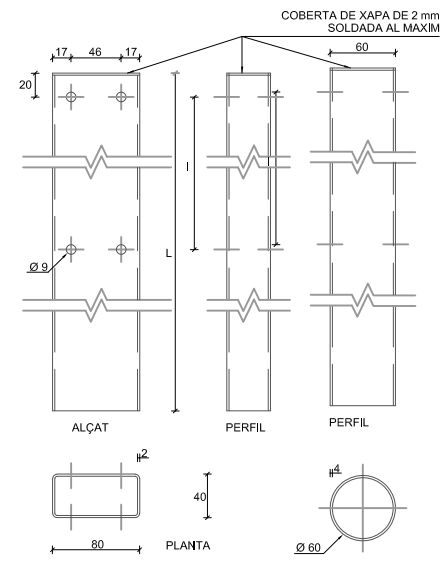 COBERTA DE XAPA DE 2 mm
SOLDADA AL MAXIM
17 46 17
60
20
l
L
Ø 9
ALÇAT
PERFIL
PERFIL
2
4
40
80
PLANTA
Ø 60